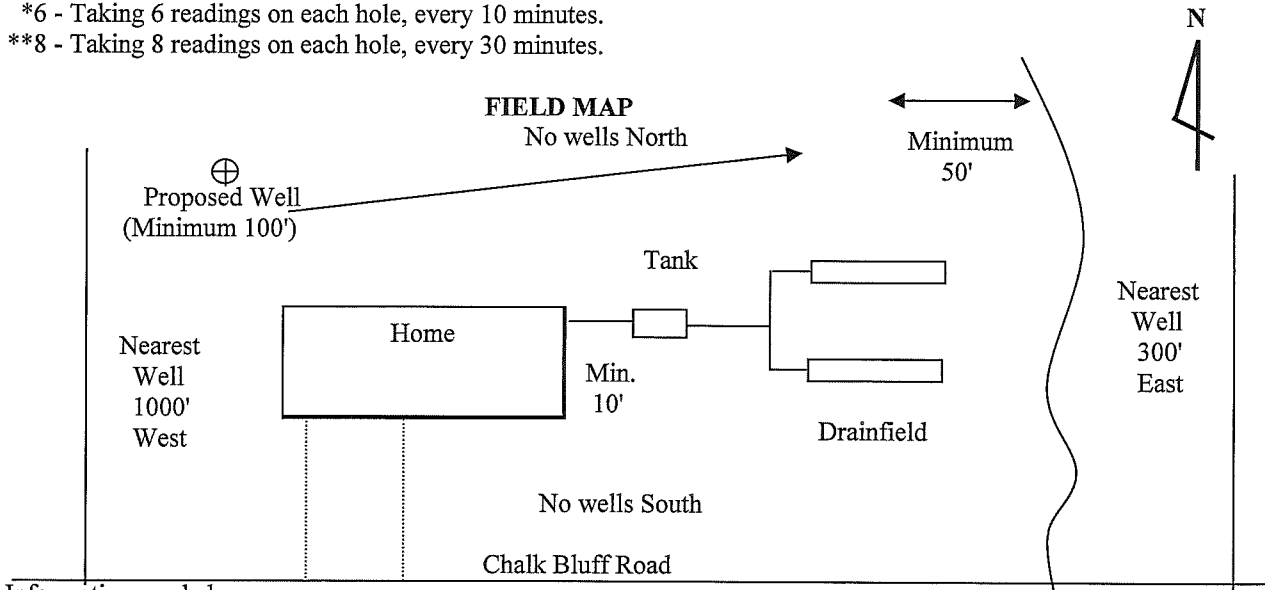 *6 - Taking 6 readings on each hole, every 10 minutes.
**8 - Taking 8 readings on each hole, every 30 minutes.
N
FIELD MAP
No wells North
Minimum
50'
Proposed Well
(Minimum 100')
Tank
Home
Nearest
Well
1000'
West
Min.
10'
Nearest
Well
300'
East
Drainfield
No wells South
Chalk Bluff Road